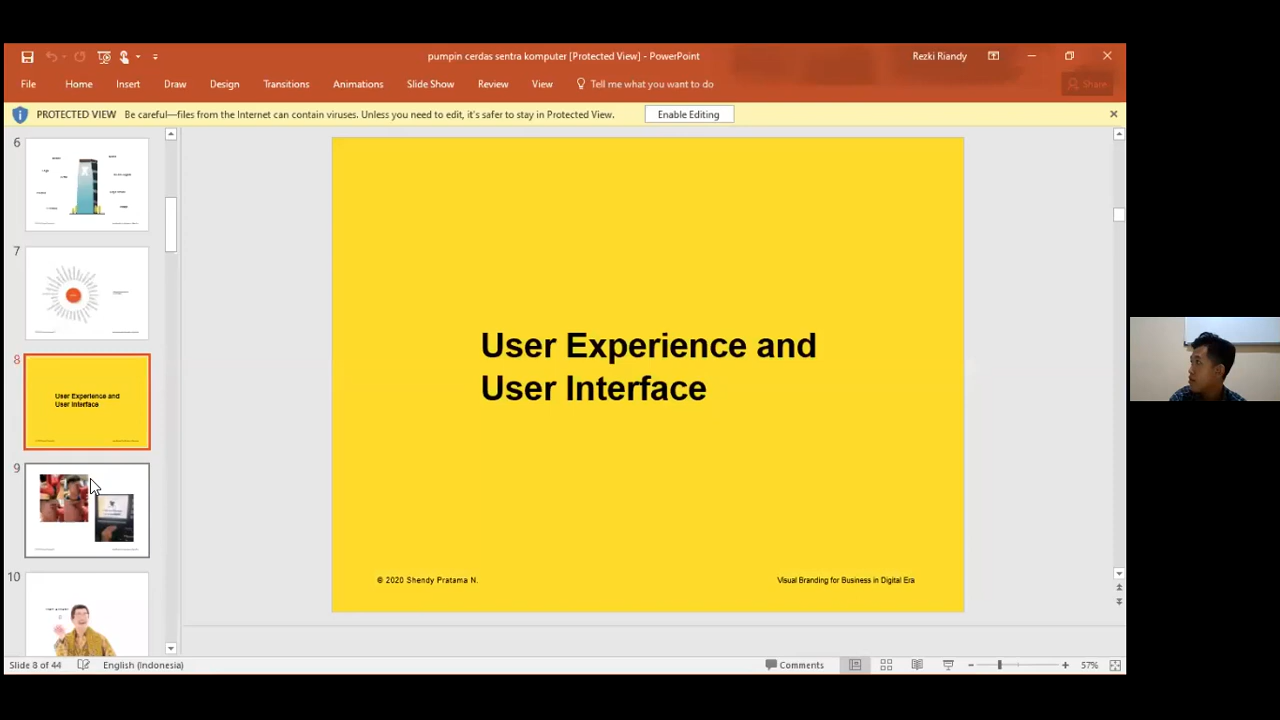 pumpin cerdas sentra komputer [Protected View] - PowerPoint
Rezki Riandy
File Home Insert Draw Design Transitions Animations Slide Show Review View Tell me what you want to do
Share
PROTECTED VIEW Be careful—files from the Internet can contain viruses. Unless you need to edit, it's safer to stay in Protected View.
Enable Editing
6
7
8
User Experience and
User Interface
9
10
User Experience and
User Interface
© 2020 Shendy Pratama N.
Visual Branding for Business in Digital Era
Slide 8 of 44
English (Indonesia)
Comments
57%